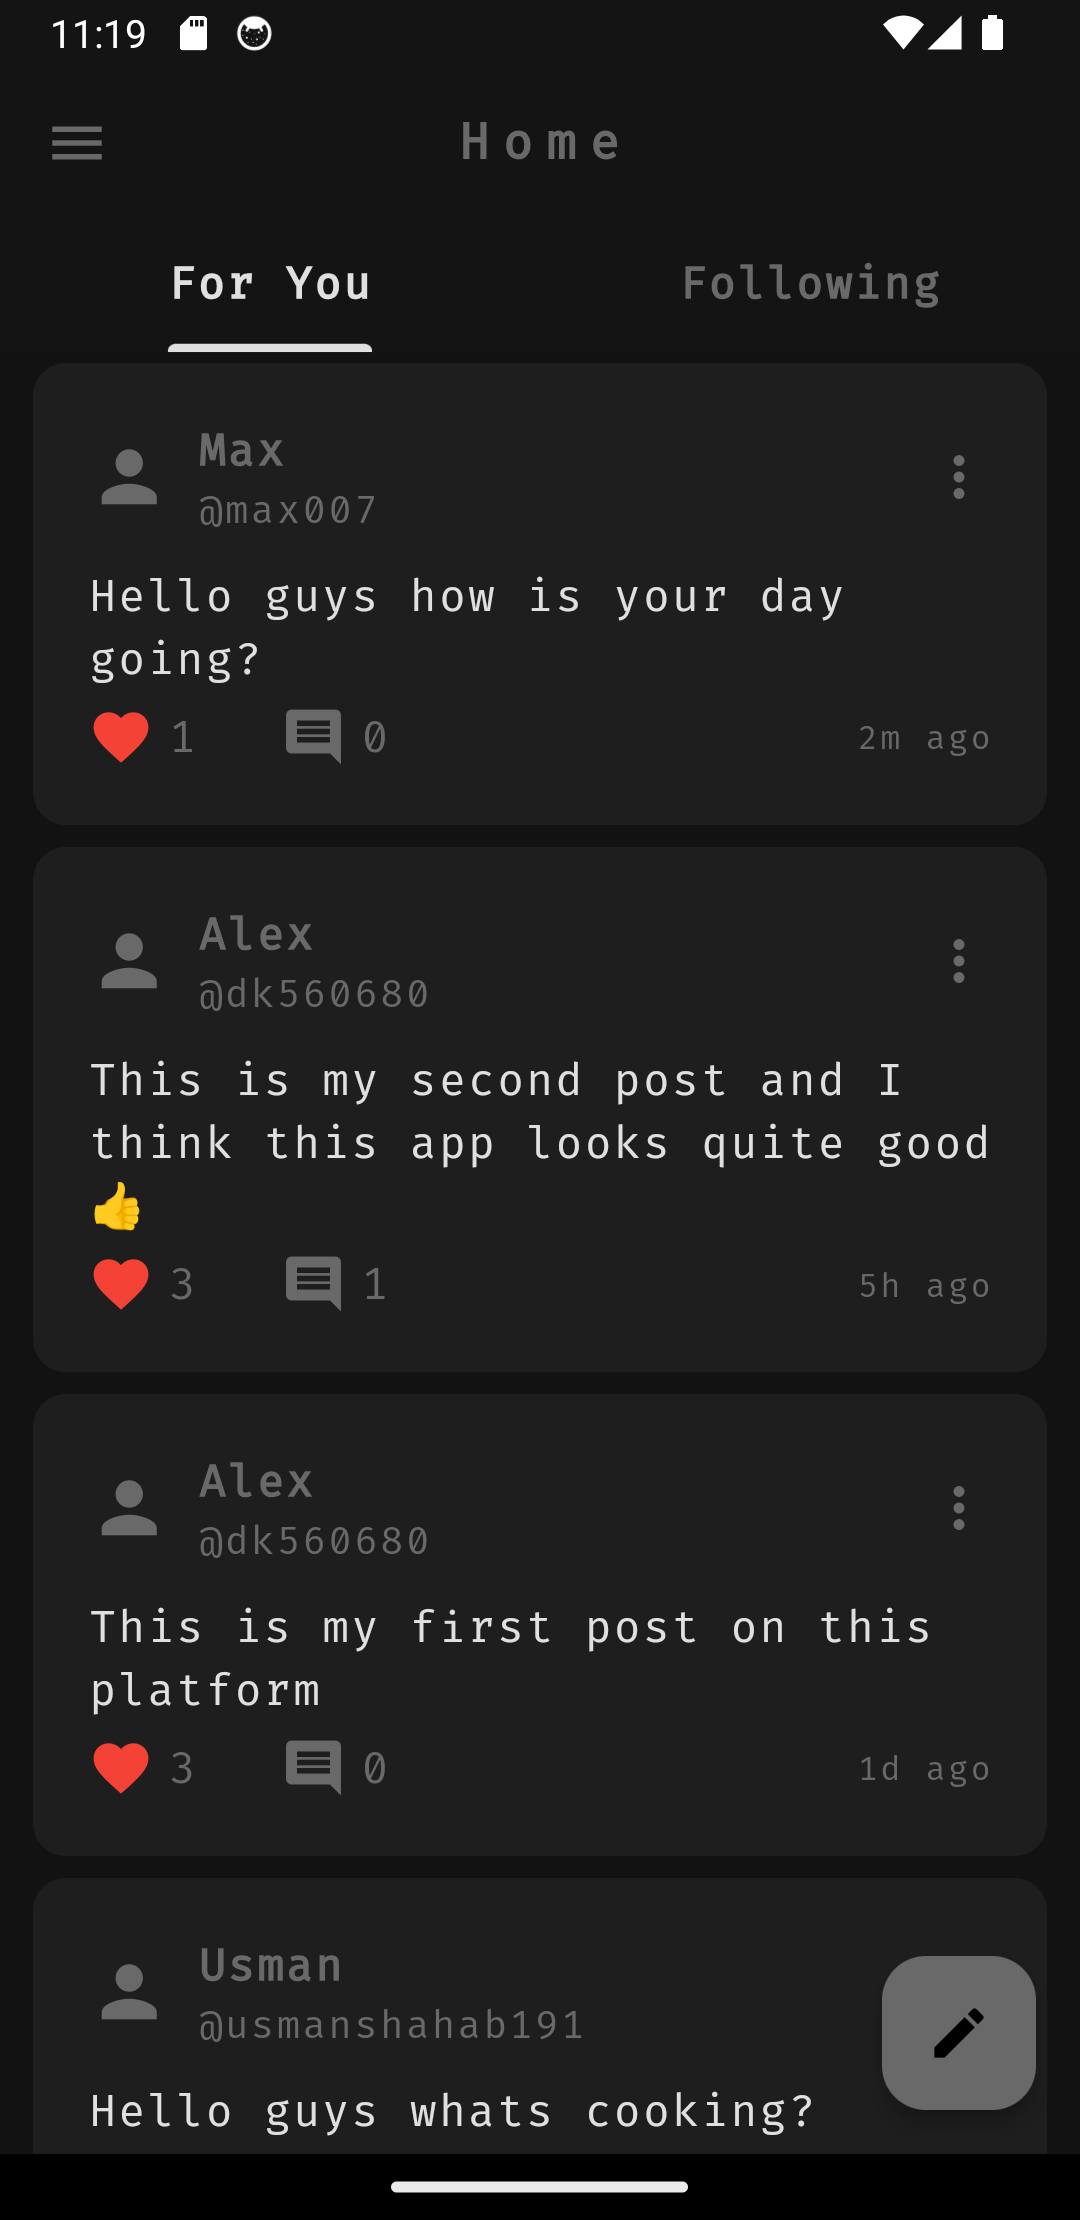 11:19
Home
For You
Following
Max
@max007
Hello guys how is your day
going?
1
0
2m ago
Alex
@dk560680
This is my second post and I
think this app looks quite good
👍
3
1
5h ago
Alex
@dk560680
This is my first post on this
platform
3
0
1d ago
Usman
@usmanshahab191
Hello guys whats cooking?